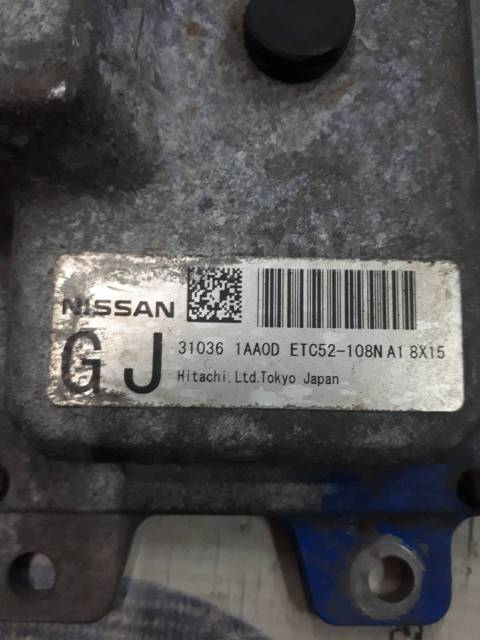 NISSAN
GJ
31036 1AA0D ETC52-108N A1 8X15
Hitachi, Ltd. Tokyo Japan